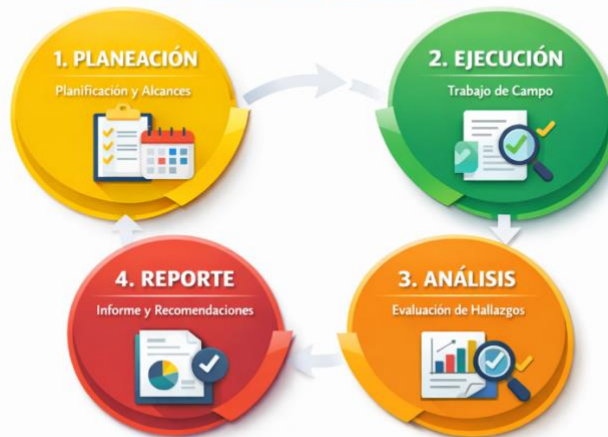 1. PLANEACIÓN
Planificación y Alcances
2. EJECUCIÓN
Trabajo de Campo
3. ANÁLISIS
Evaluación de Hallazgos
4. REPORTE
Informe y Recomendaciones